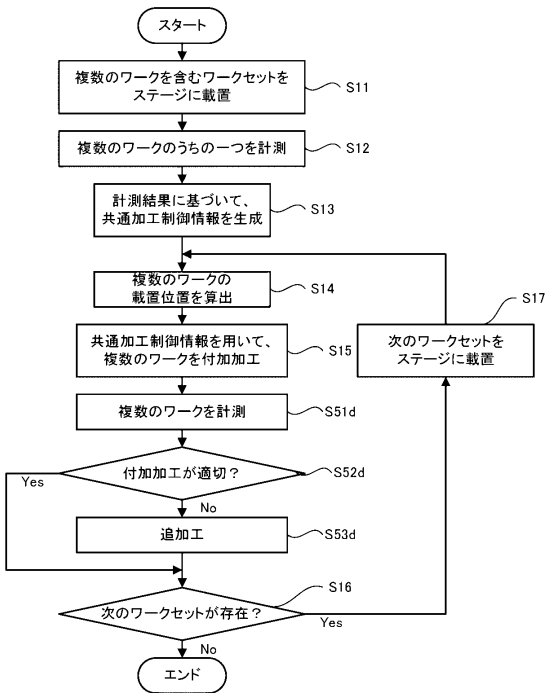 スタート
複数のワークを含むワークセットを
ステージに載置
S11
複数のワークのうちの一つを計測
S12
計測結果に基づいて、
共通加工制御情報を生成
S13
複数のワークの
載置位置を算出
S14
S17
共通加工制御情報を用いて、
複数のワークを付加加工
S15
次のワークセットを
ステージに載置
複数のワークを計測
S51d
付加加工が適切？
S52d
Yes
No
追加工
S53d
次のワークセットが存在？
S16
Yes
No
エンド